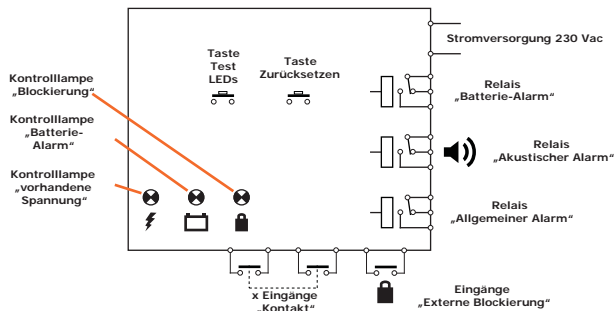 Stromversorgung 230 Vac
Taste
Test
LEDs
Taste
Zurücksetzen
Kontrolllampe
„Blockierung“
Kontrolllampe
„Batterie-
Alarm“
Kontrolllampe
„vorhandene
Spannung“
Relais
„Batterie-Alarm“
Relais
„Akustischer Alarm“
Relais
„Allgemeiner Alarm“
x Eingänge
„Kontakt“
Eingänge
„Externe Blockierung“